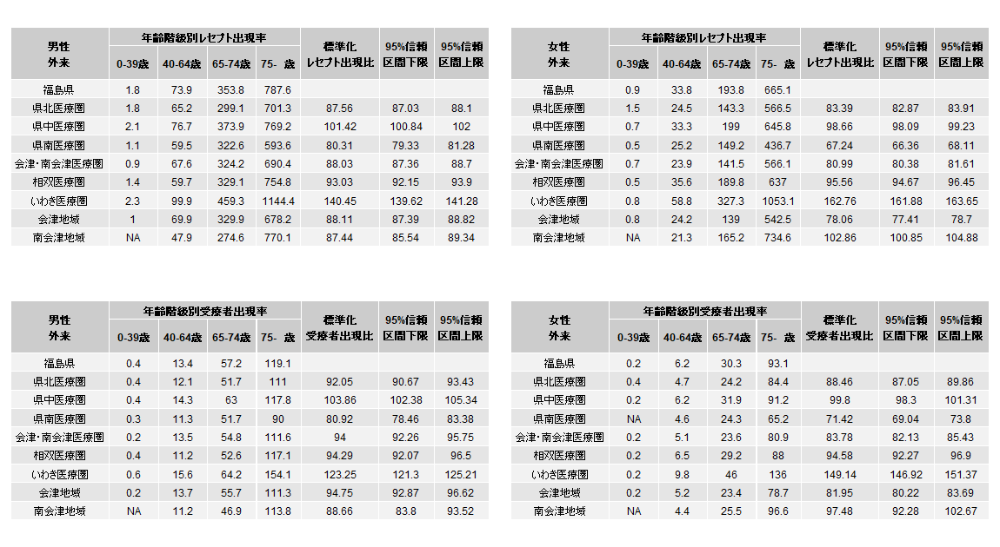 男性 外来 年齢階級別レセプト出現率 標準化 レセプト出現比 95%信頼 区間下限 95%信頼 区間上限
0-39歳 40-64歳 65-74歳 75- 歳
福島県 1.8 73.9 353.8 787.6
県北医療圏 1.8 65.2 299.1 701.3 87.56 87.03 88.1
県中医療圏 2.1 76.7 373.9 769.2 101.42 100.84 102
県南医療圏 1.1 59.5 322.6 593.6 80.31 79.33 81.28
会津・南会津医療圏 0.9 67.6 324.2 690.4 88.03 87.36 88.7
相双医療圏 1.4 59.7 329.1 754.8 93.03 92.15 93.9
いわき医療圏 2.3 99.9 459.3 1144.4 140.45 139.62 141.28
会津地域 1 69.9 329.9 678.2 88.11 87.39 88.82
南会津地域 NA 47.9 274.6 770.1 87.44 85.54 89.34
女性 外来 年齢階級別レセプト出現率 標準化 レセプト出現比 95%信頼 区間下限 95%信頼 区間上限
0-39歳 40-64歳 65-74歳 75- 歳
福島県 0.9 33.8 193.8 665.1
県北医療圏 1.5 24.5 143.3 566.5 83.39 82.87 83.91
県中医療圏 0.7 33.3 199 645.8 98.66 98.09 99.23
県南医療圏 0.5 25.2 149.2 436.7 67.24 66.36 68.11
会津・南会津医療圏 0.7 23.9 141.5 566.1 80.99 80.38 81.61
相双医療圏 0.5 35.6 189.8 637 95.56 94.67 96.45
いわき医療圏 0.8 58.8 327.3 1053.1 162.76 161.88 163.65
会津地域 0.8 24.2 139 542.5 78.06 77.41 78.7
南会津地域 NA 21.3 165.2 734.6 102.86 100.85 104.88
男性 外来 年齢階級別受療者出現率 標準化 受療者出現比 95%信頼 区間下限 95%信頼 区間上限
0-39歳 40-64歳 65-74歳 75- 歳
福島県 0.4 13.4 57.2 119.1
県北医療圏 0.4 12.1 51.7 111 92.05 90.67 93.43
県中医療圏 0.4 14.3 63 117.8 103.86 102.38 105.34
県南医療圏 0.3 11.3 51.7 90 80.92 78.46 83.38
会津・南会津医療圏 0.2 13.5 54.8 111.6 94 92.26 95.75
相双医療圏 0.4 11.2 52.6 117.1 94.29 92.07 96.5
いわき医療圏 0.6 15.6 64.2 154.1 123.25 121.3 125.21
会津地域 0.2 13.7 55.7 111.3 94.75 92.87 96.62
南会津地域 NA 11.2 46.9 113.8 88.66 83.8 93.52
女性 外来 年齢階級別受療者出現率 標準化 受療者出現比 95%信頼 区間下限 95%信頼 区間上限
0-39歳 40-64歳 65-74歳 75- 歳
福島県 0.2 6.2 30.3 93.1
県北医療圏 0.4 4.7 24.2 84.4 88.46 87.05 89.86
県中医療圏 0.2 6.2 31.9 91.2 99.8 98.3 101.31
県南医療圏 NA 4.6 24.3 65.2 71.42 69.04 73.8
会津・南会津医療圏 0.2 5.1 23.6 80.9 83.78 82.13 85.43
相双医療圏 0.2 6.5 29.2 88 94.58 92.27 96.9
いわき医療圏 0.2 9.8 46 136 149.14 146.92 151.37
会津地域 0.2 5.2 23.4 78.7 81.95 80.22 83.69
南会津地域 NA 4.4 25.5 96.6 97.48 92.28 102.67